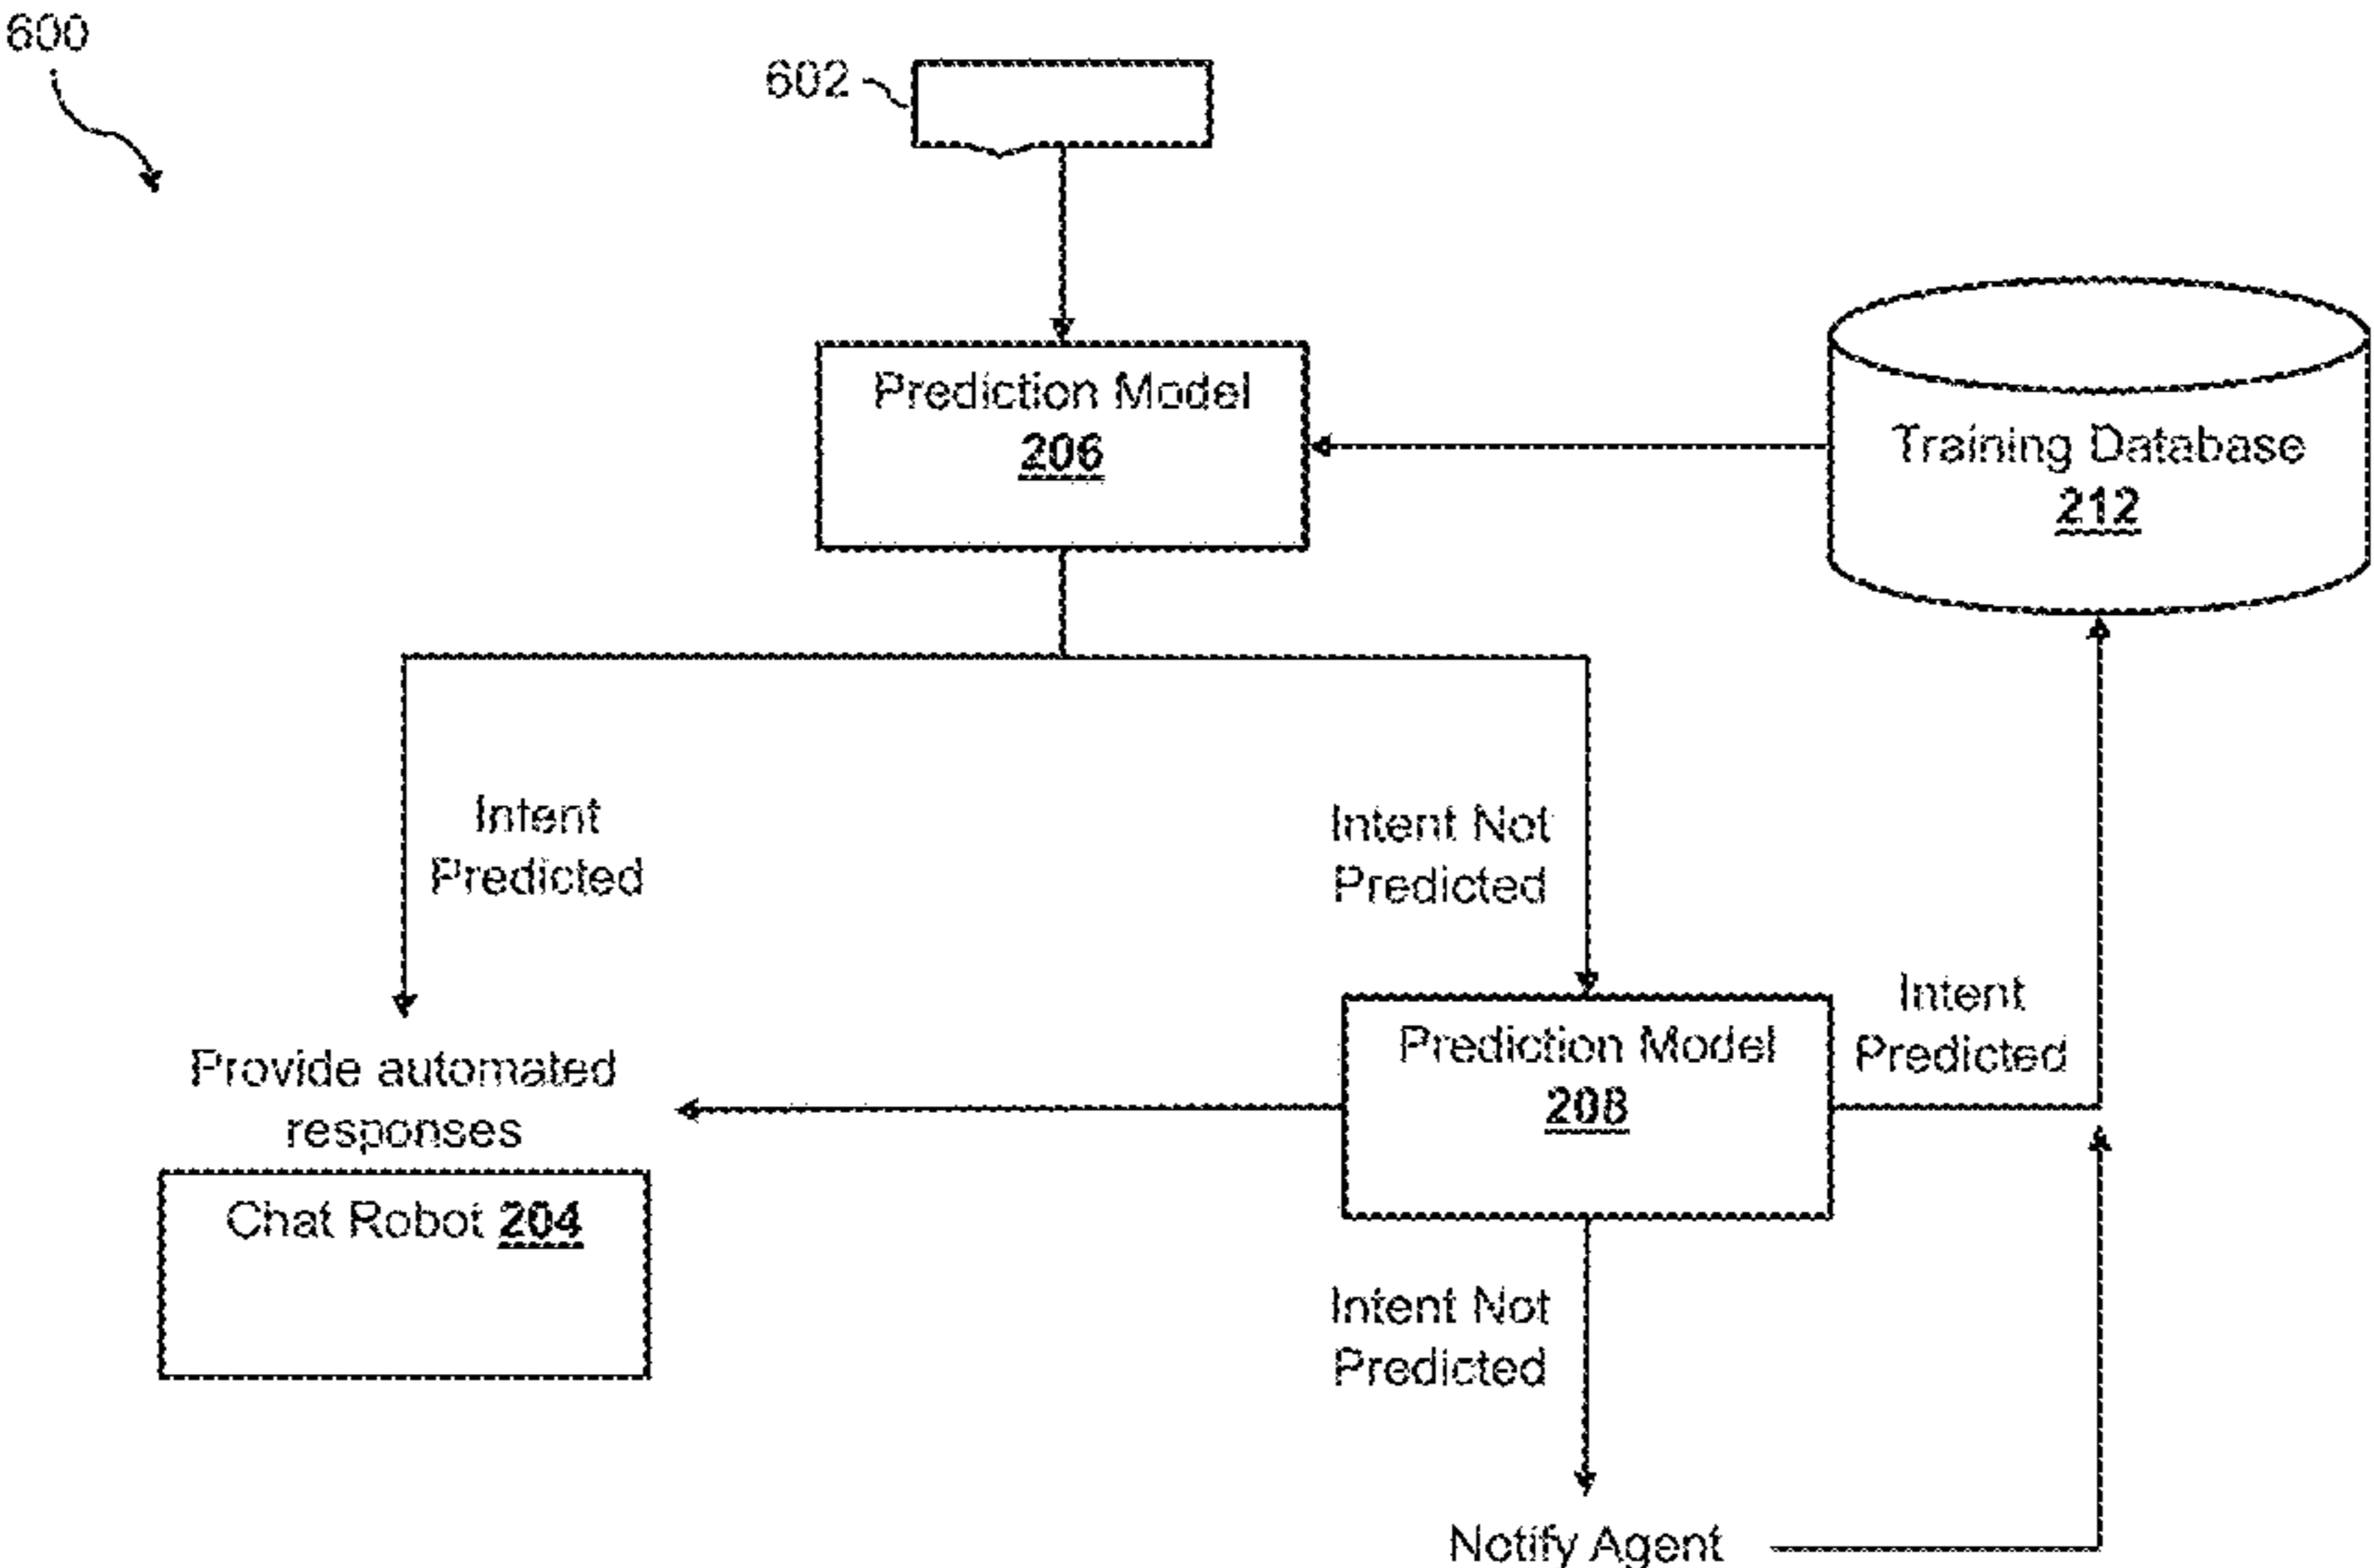 600
602
Prediction Model
206
Training Database
212
Intent
Predicted
Intent Not
Predicted
Provide automated
responses
Chat Robot 204
Prediction Model
208
Intent
Predicted
Intent Not
Predicted
Notify Agent